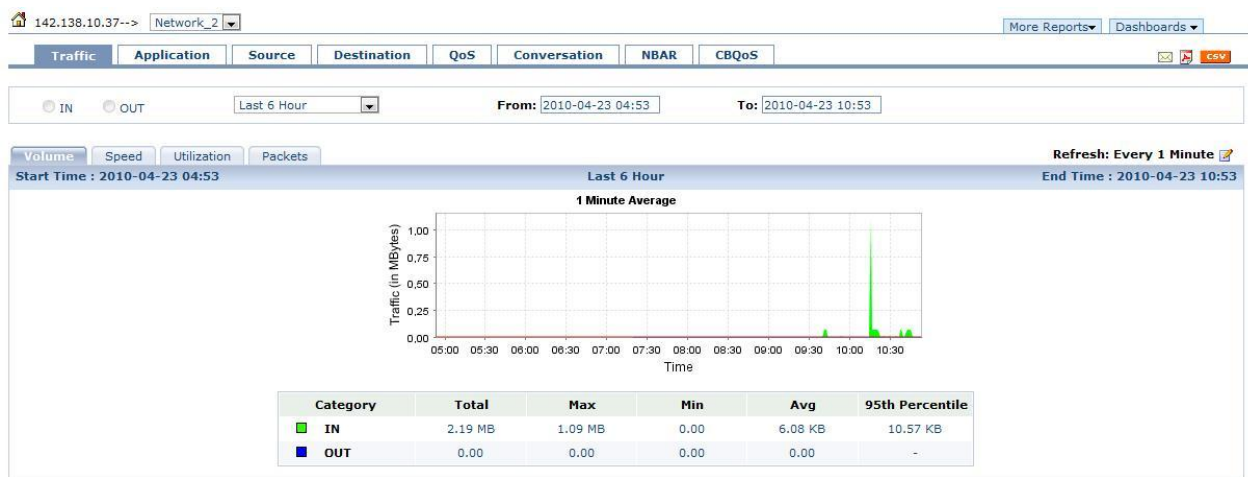 142.138.10.37--> Network_2
More Reports Dashboards
Traffic Application Source Destination QoS Conversation NBAR CBQoS CSV
IN OUT Last 6 Hour From: 2010-04-23 04:53 To: 2010-04-23 10:53
Volume Speed Utilization Packets Refresh: Every 1 Minute
Start Time : 2010-04-23 04:53 Last 6 Hour End Time : 2010-04-23 10:53
1 Minute Average
Traffic (in MBytes)
1,00
0,75
0,50
0,25
0,00
05:00 05:30 06:00 06:30 07:00 07:30 08:00 08:30 09:00 09:30 10:00 10:30
Time
Category Total Max Min Avg 95th Percentile
IN 2.19 MB 1.09 MB 0.00 6.08 KB 10.57 KB
OUT 0.00 0.00 0.00 0.00 -